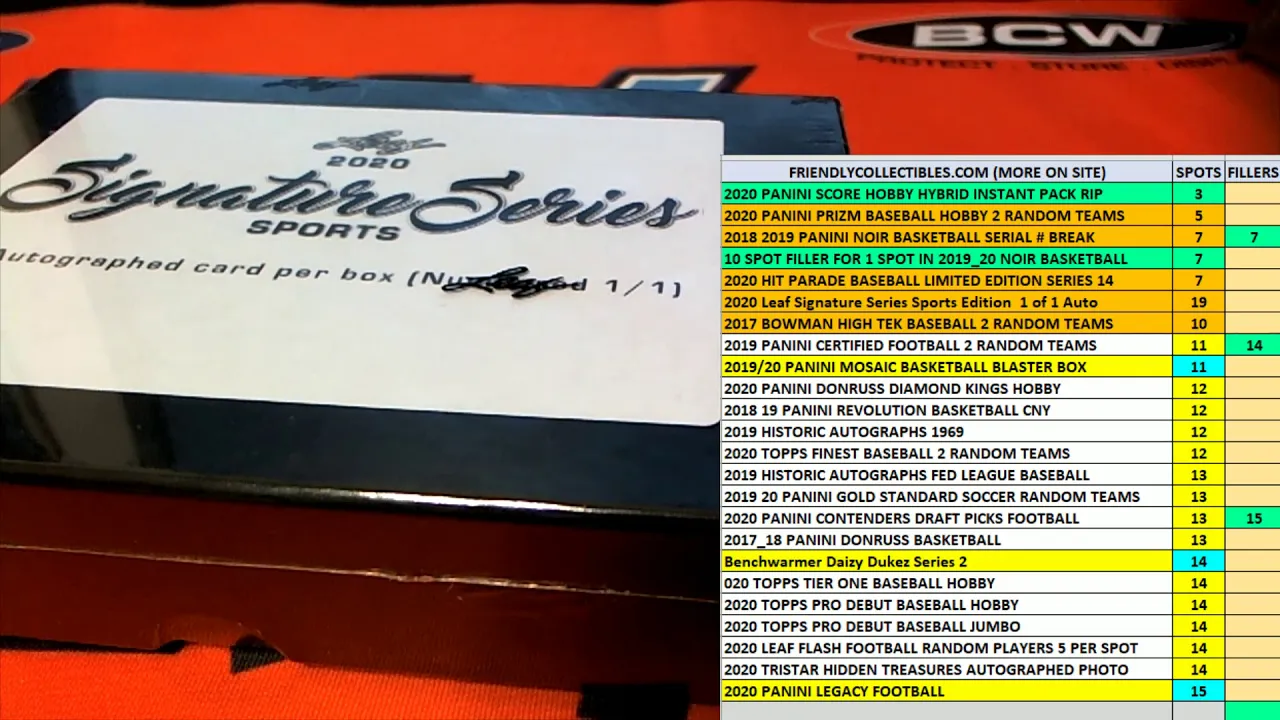 BCW
PROTECT . STORE .
Leaf
2020
Signature Series
SPORTS
Autographed card per box (Numbered 1/1)
Leaf
FRIENDLYCOLLECTIBLES.COM (MORE ON SITE) SPOTS FILLERS
2020 PANINI SCORE HOBBY HYBRID INSTANT PACK RIP 3
2020 PANINI PRIZM BASEBALL HOBBY 2 RANDOM TEAMS 5
2018 2019 PANINI NOIR BASKETBALL SERIAL # BREAK 7 7
10 SPOT FILLER FOR 1 SPOT IN 2019_20 NOIR BASKETBALL 7
2020 HIT PARADE BASEBALL LIMITED EDITION SERIES 14 7
2020 Leaf Signature Series Sports Edition 1 of 1 Auto 19
2017 BOWMAN HIGH TEK BASEBALL 2 RANDOM TEAMS 10
2019 PANINI CERTIFIED FOOTBALL 2 RANDOM TEAMS 11 14
2019/20 PANINI MOSAIC BASKETBALL BLASTER BOX 11
2020 PANINI DONRUSS DIAMOND KINGS HOBBY 12
2018 19 PANINI REVOLUTION BASKETBALL CNY 12
2019 HISTORIC AUTOGRAPHS 1969 12
2020 TOPPS FINEST BASEBALL 2 RANDOM TEAMS 12
2019 HISTORIC AUTOGRAPHS FED LEAGUE BASEBALL 13
2019 20 PANINI GOLD STANDARD SOCCER RANDOM TEAMS 13
2020 PANINI CONTENDERS DRAFT PICKS FOOTBALL 13 15
2017_18 PANINI DONRUSS BASKETBALL 13
Benchwarmer Daizy Dukez Series 2 14
020 TOPPS TIER ONE BASEBALL HOBBY 14
2020 TOPPS PRO DEBUT BASEBALL HOBBY 14
2020 TOPPS PRO DEBUT BASEBALL JUMBO 14
2020 LEAF FLASH FOOTBALL RANDOM PLAYERS 5 PER SPOT 14
2020 TRISTAR HIDDEN TREASURES AUTOGRAPHED PHOTO 14
2020 PANINI LEGACY FOOTBALL 15